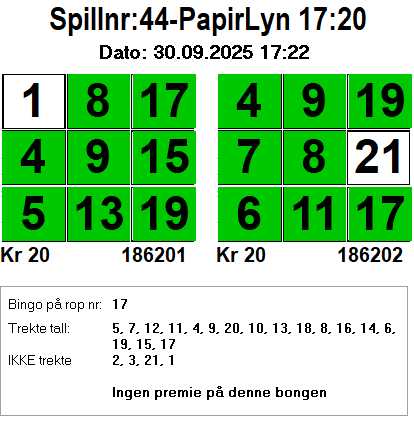 Spillnr:44-PapirLyn 17:20
Dato: 30.09.2025 17:22
1 8 17 4 9 19
4 9 15 7 8 21
5 13 19 6 11 17
Kr 20 186201 Kr 20 186202
Bingo på rop nr: 17
Trekte tall: 5, 7, 12, 11, 4, 9, 20, 10, 13, 18, 8, 16, 14, 6,
19, 15, 17
IKKE trekte 2, 3, 21, 1
Ingen premie på denne bongen